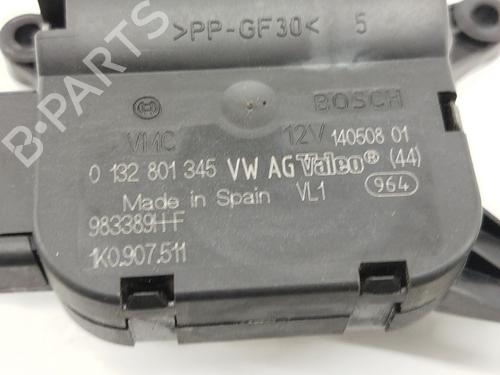 >PP-GF30< 5
BOSCH
VMC 12V 140508 01
0 132 801 345 VW AG Valeo® (44)
Made in Spain VL1 964
983389HF
1K0.907.511
B-PARTS